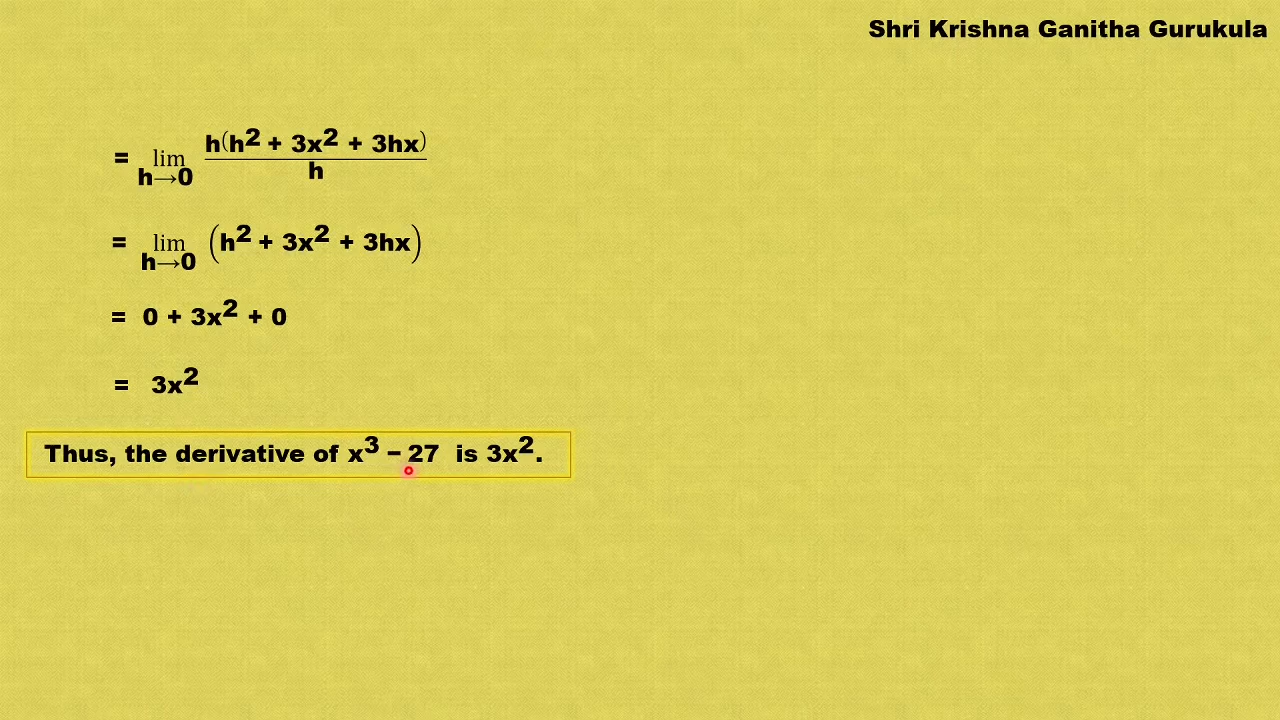 Shri Krishna Ganitha Gurukula
= lim h→0 h(h² + 3x² + 3hx) / h
= lim h→0 (h² + 3x² + 3hx)
= 0 + 3x² + 0
= 3x²
Thus, the derivative of x³ − 27 is 3x².